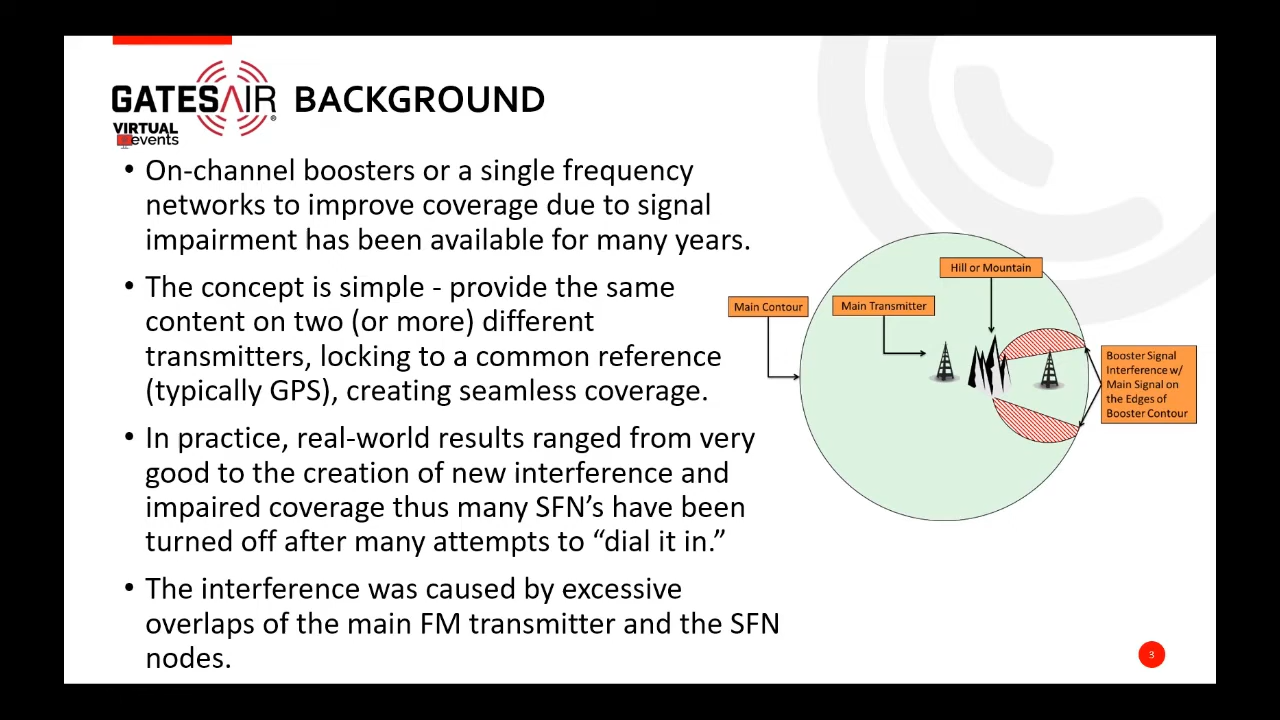 GATESAIR®
VIRTUAL
events
BACKGROUND
• On-channel boosters or a single frequency
networks to improve coverage due to signal
impairment has been available for many years.
• The concept is simple - provide the same
content on two (or more) different
transmitters, locking to a common reference
(typically GPS), creating seamless coverage.
• In practice, real-world results ranged from very
good to the creation of new interference and
impaired coverage thus many SFN’s have been
turned off after many attempts to “dial it in.”
• The interference was caused by excessive
overlaps of the main FM transmitter and the SFN
nodes.
Hill or Mountain
Main Contour
Main Transmitter
Booster Signal
Interference w/
Main Signal on
the Edges of
Booster Contour
3